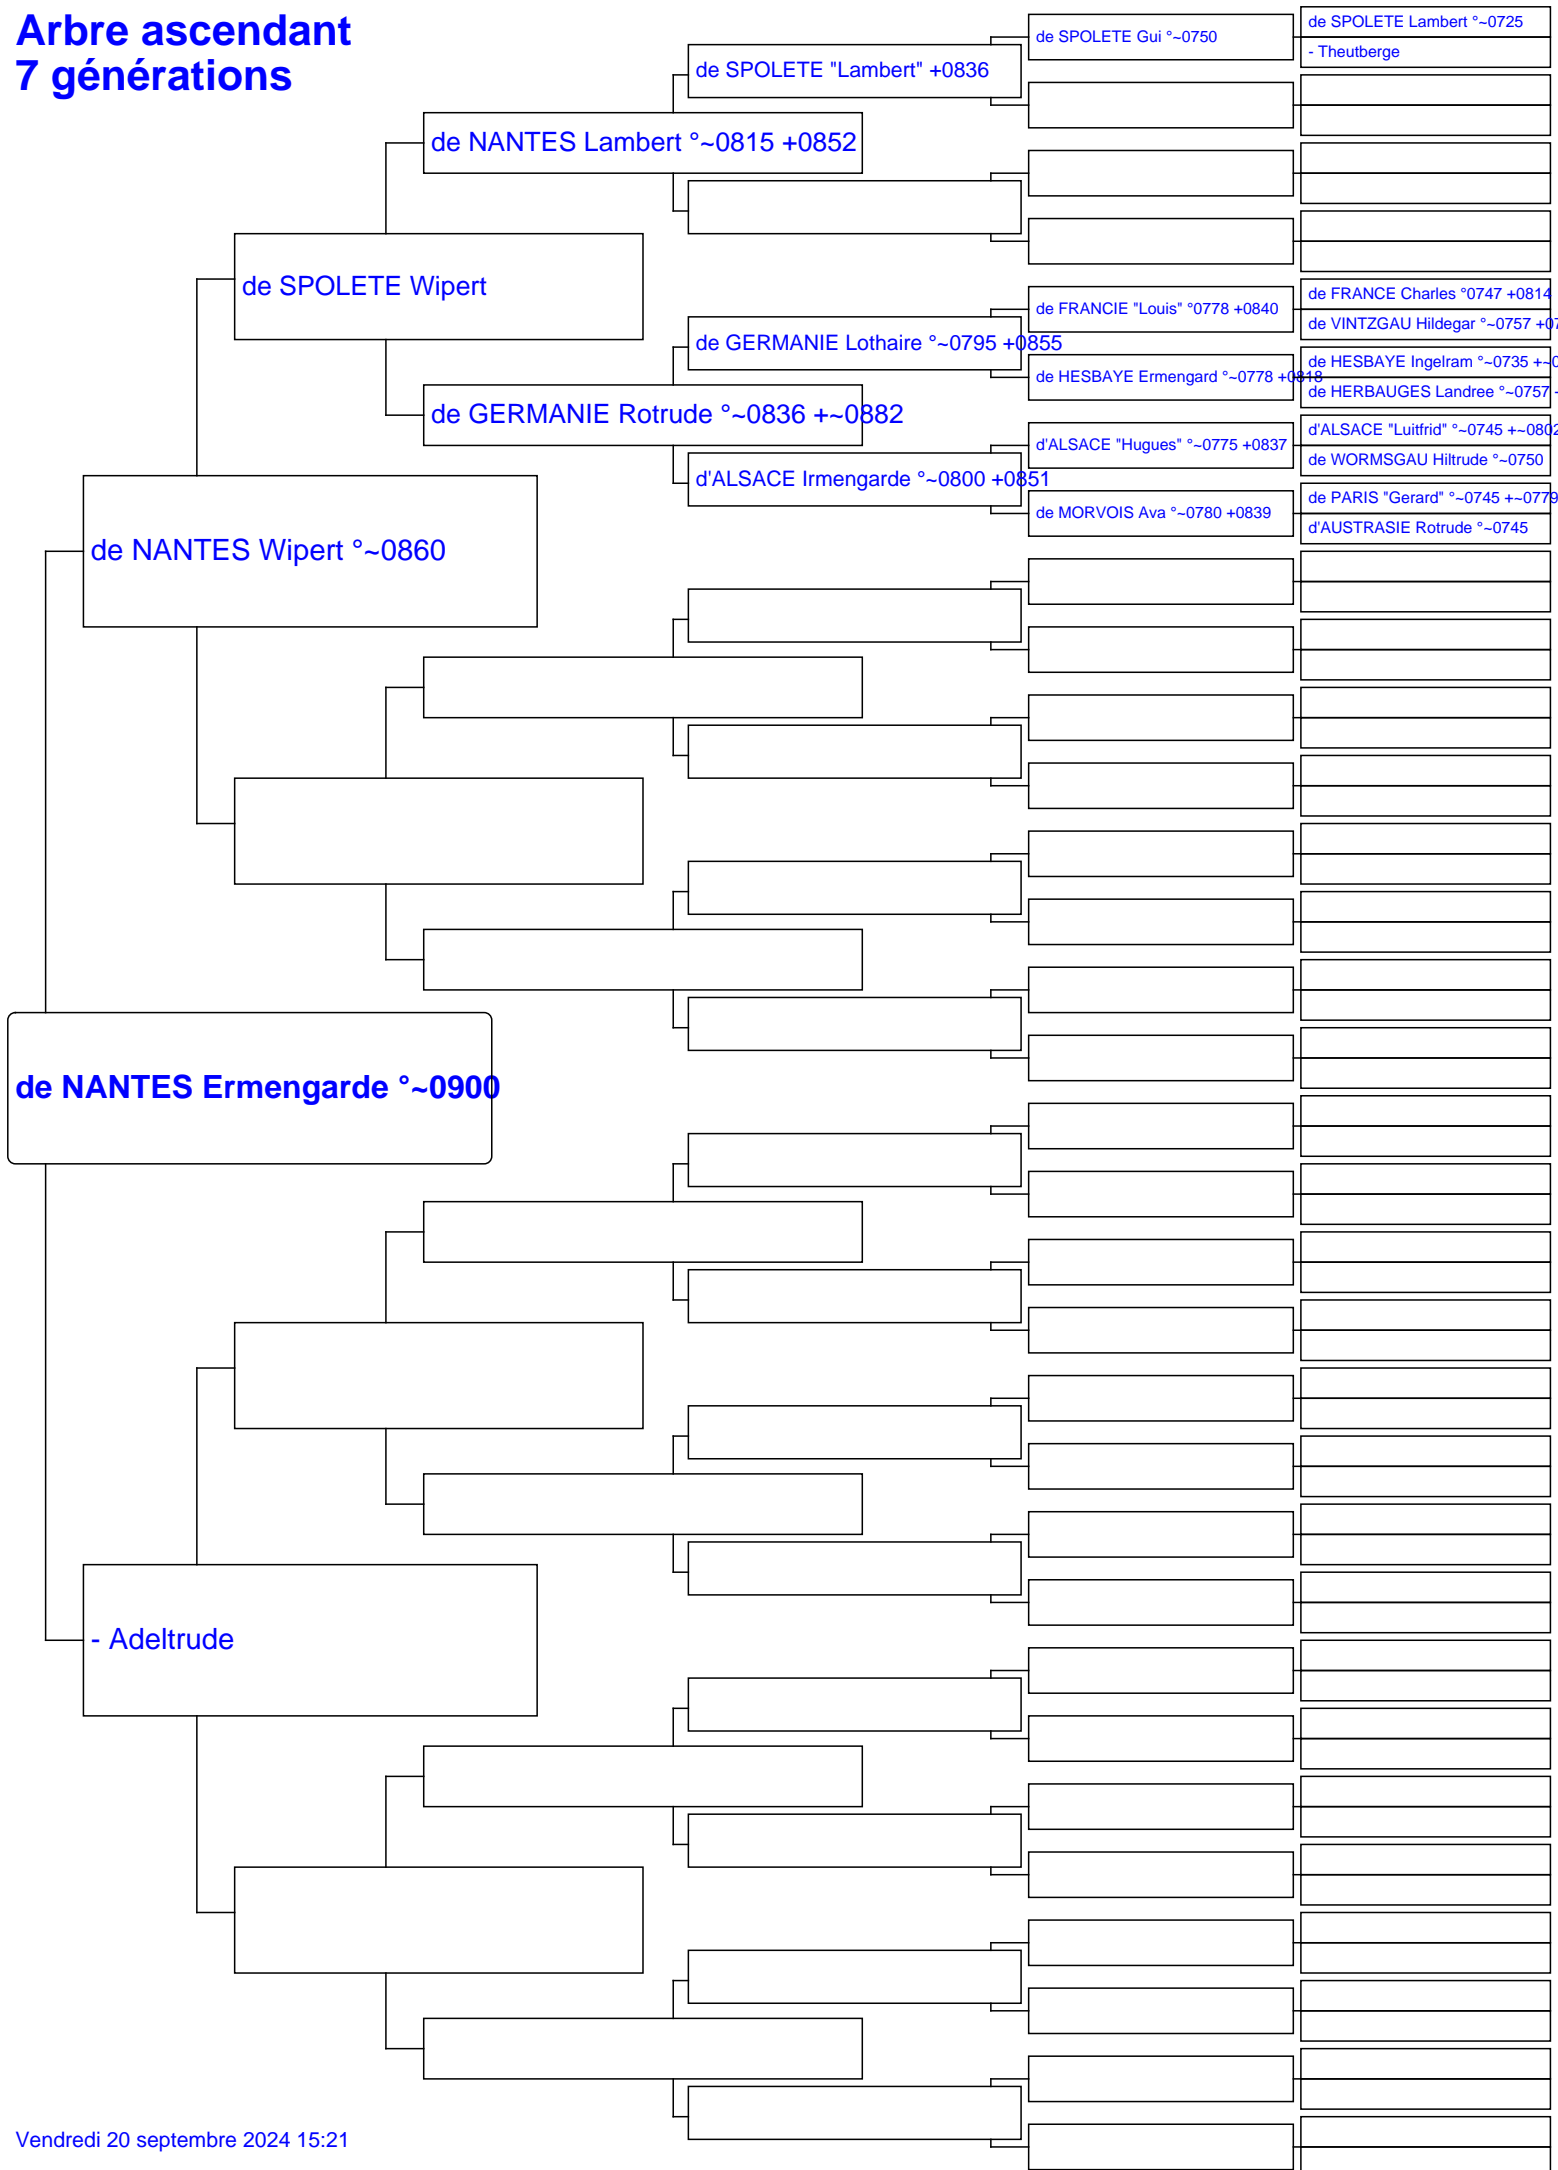 Arbre ascendant
7 générations
de SPOLETE Lambert °~0725
de SPOLETE Gui °~0750
- Theutberge
de SPOLETE "Lambert" +0836
de NANTES Lambert °~0815 +0852
de SPOLETE Wipert
de FRANCE Charles °0747 +0814
de FRANCIE "Louis" °0778 +0840
de VINTZGAU Hildegar °~0757 +07
de GERMANIE Lothaire °~0795 +0855
de HESBAYE Ingelram °~0735 +~0
de HESBAYE Ermengard °~0778 +0818
de HERBAUGES Landree °~0757 +
de GERMANIE Rotrude °~0836 +~0882
d'ALSACE "Luitfrid" °~0745 +~0802
d'ALSACE "Hugues" °~0775 +0837
de WORMSGAU Hiltrude °~0750
d'ALSACE Irmengarde °~0800 +0851
de PARIS "Gerard" °~0745 +~0779
de MORVOIS Ava °~0780 +0839
d'AUSTRASIE Rotrude °~0745
de NANTES Wipert °~0860
de NANTES Ermengarde °~0900
- Adeltrude
Vendredi 20 septembre 2024 15:21